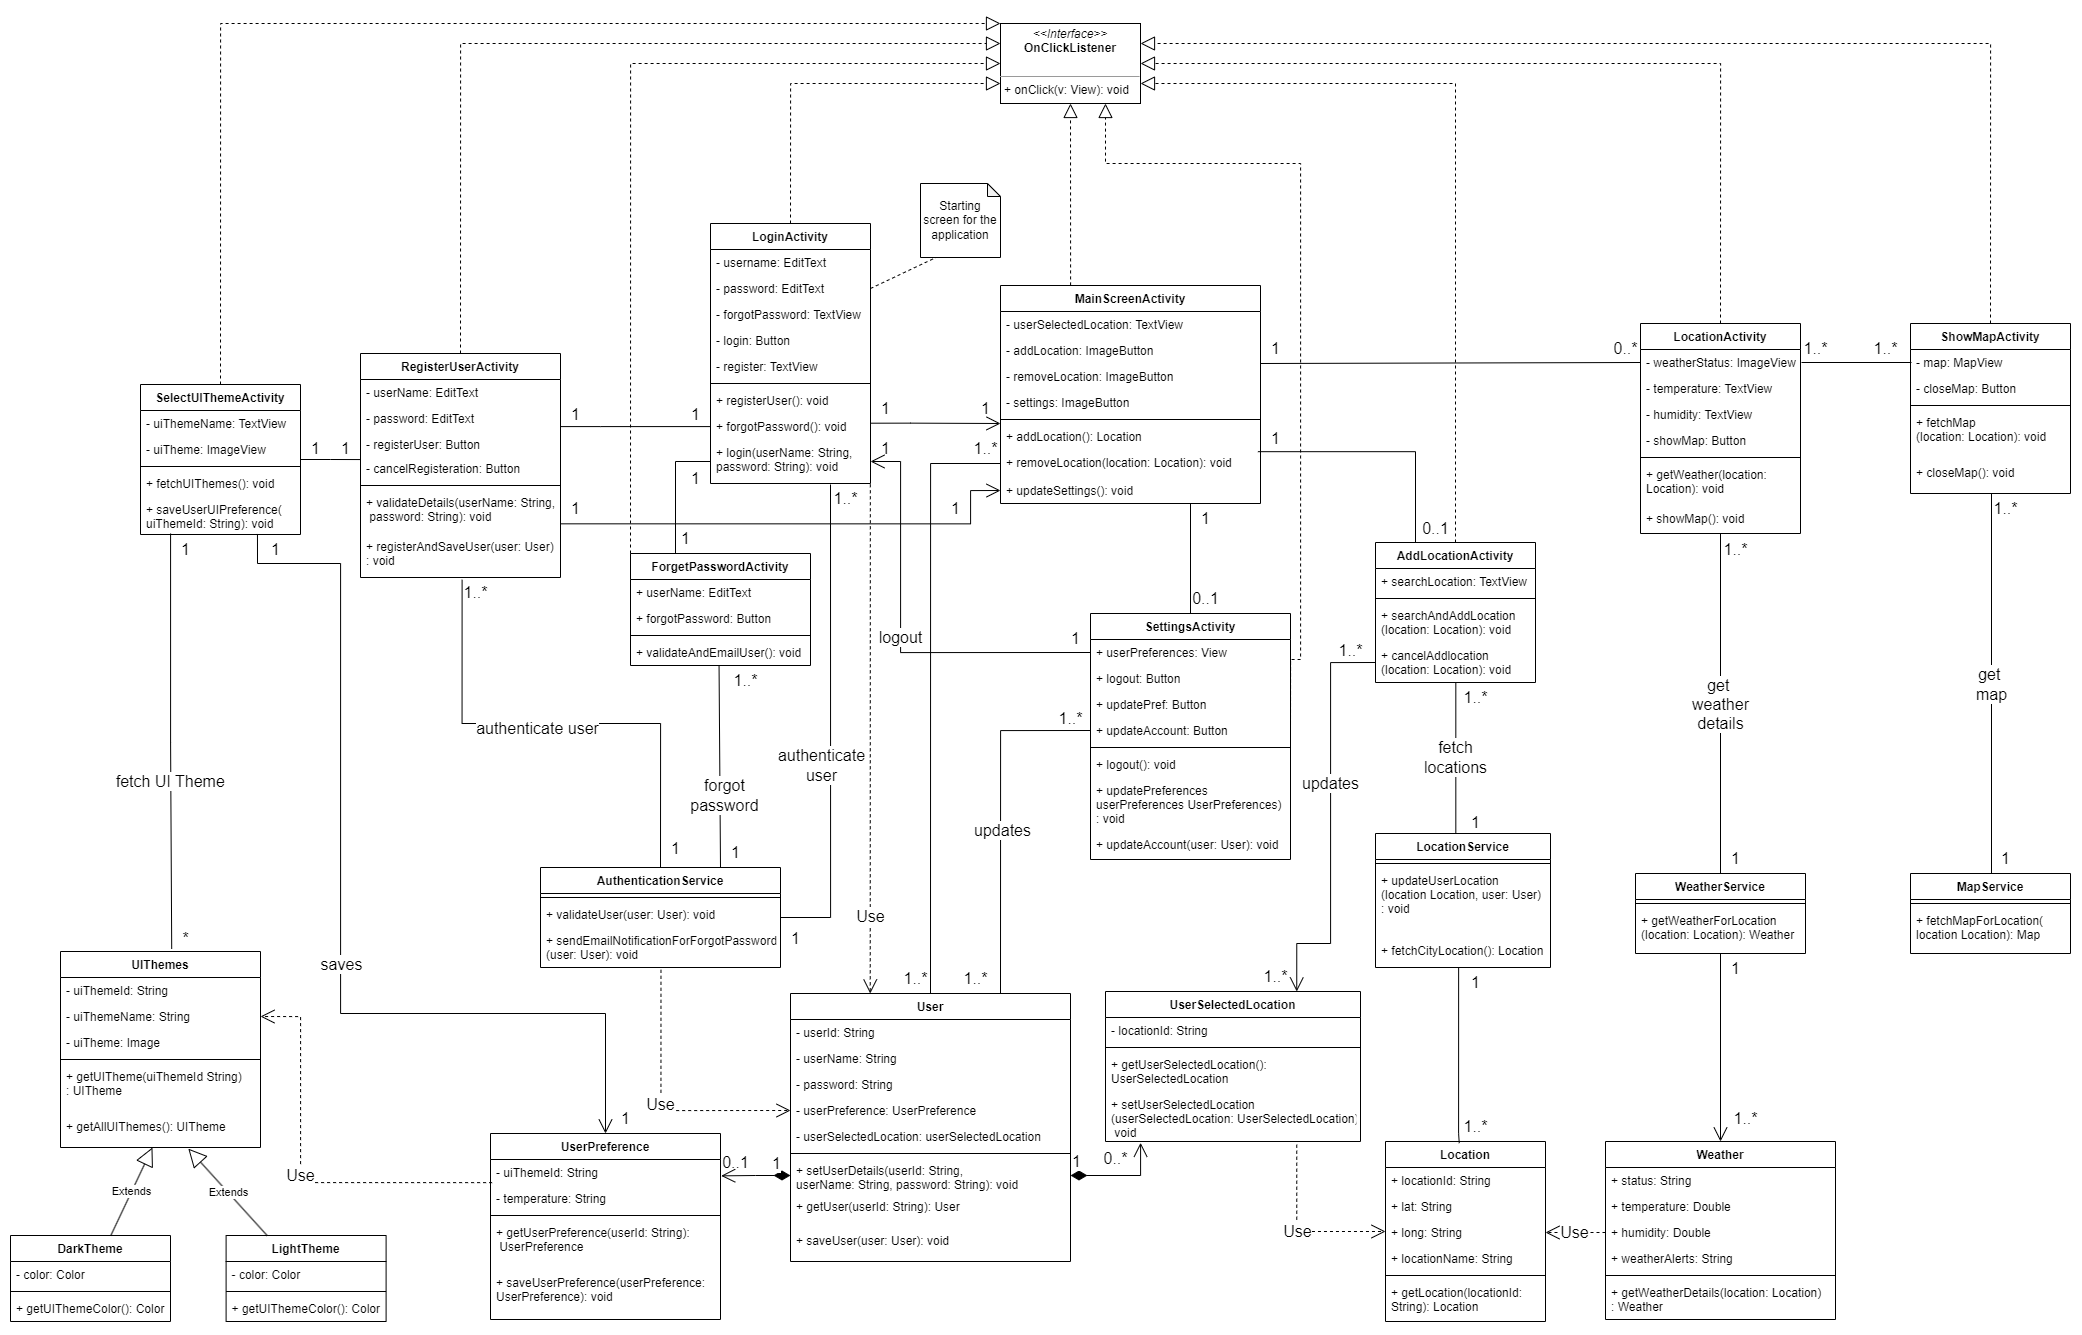 <<Interface>>
OnClickListener
+ onClick(v: View): void
Starting
screen for the
application
LoginActivity
- username: EditText
- password: EditText
- forgotPassword: TextView
- login: Button
- register: TextView
+ registerUser(): void
+ forgotPassword(): void
+ login(userName: String,
password: String): void
MainScreenActivity
- userSelectedLocation: TextView
- addLocation: ImageButton
- removeLocation: ImageButton
- settings: ImageButton
+ addLocation(): Location
+ removeLocation(location: Location): void
+ updateSettings(): void
LocationActivity
- weatherStatus: ImageView
- temperature: TextView
- humidity: TextView
- showMap: Button
+ getWeather(location:
Location): void
+ showMap(): void
ShowMapActivity
- map: MapView
- closeMap: Button
+ fetchMap
(location: Location): void
+ closeMap(): void
RegisterUserActivity
- userName: EditText
- password: EditText
- registerUser: Button
- cancelRegisteration: Button
+ validateDetails(userName: String,
password: String): void
+ registerAndSaveUser(user: User)
: void
SelectUIThemeActivity
- uiThemeName: TextView
- uiTheme: ImageView
+ fetchUIThemes(): void
+ saveUserUIPreference(
uiThemeId: String): void
1
1
1
1
1
1
1
0..*
1..*
1..*
1
1..*
1
1
1
1
1
1..*
1
1
0..1
1..*
1..*
1
1
1..*
1
ForgetPasswordActivity
+ userName: EditText
+ forgotPassword: Button
+ validateAndEmailUser(): void
AddLocationActivity
+ searchLocation: TextView
+ searchAndAddLocation
(location: Location): void
+ cancelAddlocation
(location: Location): void
0..1
SettingsActivity
+ userPreferences: View
+ logout: Button
+ updatePref: Button
+ updateAccount: Button
+ logout(): void
+ updatePreferences
userPreferences UserPreferences)
: void
+ updateAccount(user: User): void
logout
1
1..*
1..*
1..*
1..*
get
weather
details
get
map
authenticate user
authenticate
user
forgot
password
fetch UI Theme
fetch
locations
updates
updates
1
1
1
1
1
AuthenticationService
+ validateUser(user: User): void
+ sendEmailNotificationForForgotPassword
(user: User): void
1
Use
LocationService
+ updateUserLocation
(location Location, user: User)
: void
+ fetchCityLocation(): Location
WeatherService
+ getWeatherForLocation
(location: Location): Weather
MapService
+ fetchMapForLocation(
location Location): Map
*
saves
1..*
1..*
1..*
1
1
UIThemes
- uiThemeId: String
- uiThemeName: String
- uiTheme: Image
+ getUITheme(uiThemeId String)
: UITheme
+ getAllUIThemes(): UITheme
User
- userId: String
- userName: String
- password: String
- userPreference: UserPreference
- userSelectedLocation: userSelectedLocation
+ setUserDetails(userId: String,
userName: String, password: String): void
+ getUser(userId: String): User
+ saveUser(user: User): void
UserSelectedLocation
- locationId: String
+ getUserSelectedLocation():
UserSelectedLocation
+ setUserSelectedLocation
(userSelectedLocation: UserSelectedLocation)
void
Use
1
1..*
1..*
0..1
1
1
0..*
UserPreference
- uiThemeId: String
- temperature: String
+ getUserPreference(userId: String):
UserPreference
+ saveUserPreference(userPreference:
UserPreference): void
Use
Extends
Extends
DarkTheme
- color: Color
+ getUIThemeColor(): Color
LightTheme
- color: Color
+ getUIThemeColor(): Color
Use
Location
+ locationId: String
+ lat: String
+ long: String
+ locationName: String
+ getLocation(locationId:
String): Location
Use
Weather
+ status: String
+ temperature: Double
+ humidity: Double
+ weatherAlerts: String
+ getWeatherDetails(location: Location)
: Weather